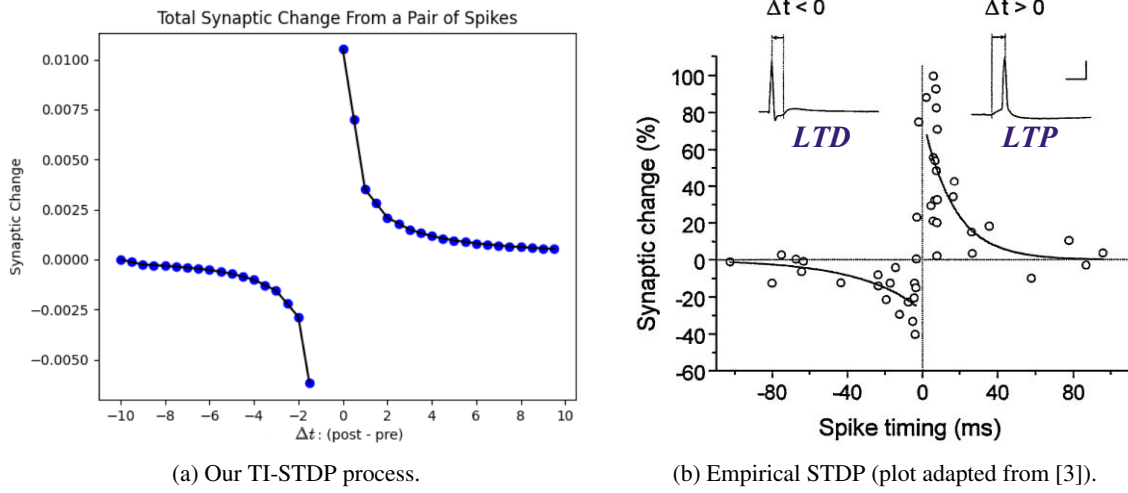 Total Synaptic Change From a Pair of Spikes
0.0100
0.0075
0.0050
0.0025
0.0000
−0.0025
−0.0050
Synaptic Change
−10 −8 −6 −4 −2 0 2 4 6 8 10
Δt: (post - pre)
(a) Our TI-STDP process.
Δt < 0
Δt > 0
LTD
LTP
100
80
60
40
20
0
-20
-40
-60
Synaptic change (%)
-80 -40 0 40 80
Spike timing (ms)
(b) Empirical STDP (plot adapted from [3]).